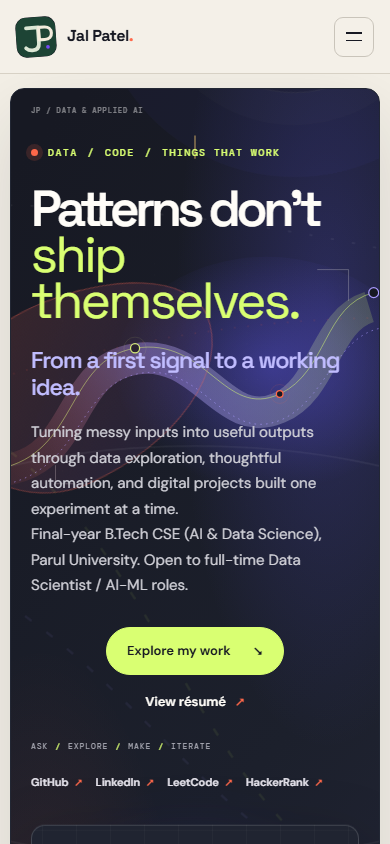 JP
Jal Patel.
JP / DATA & APPLIED AI
DATA / CODE / THINGS THAT WORK
Patterns don't
ship
themselves.
From a first signal to a working
idea.
Turning messy inputs into useful outputs
through data exploration, thoughtful
automation, and digital projects built one
experiment at a time.
Final-year B.Tech CSE (AI & Data Science),
Parul University. Open to full-time Data
Scientist / AI-ML roles.
Explore my work ↘
View résumé ↗
ASK / EXPLORE / MAKE / ITERATE
GitHub ↗ LinkedIn ↗ LeetCode ↗ HackerRank ↗